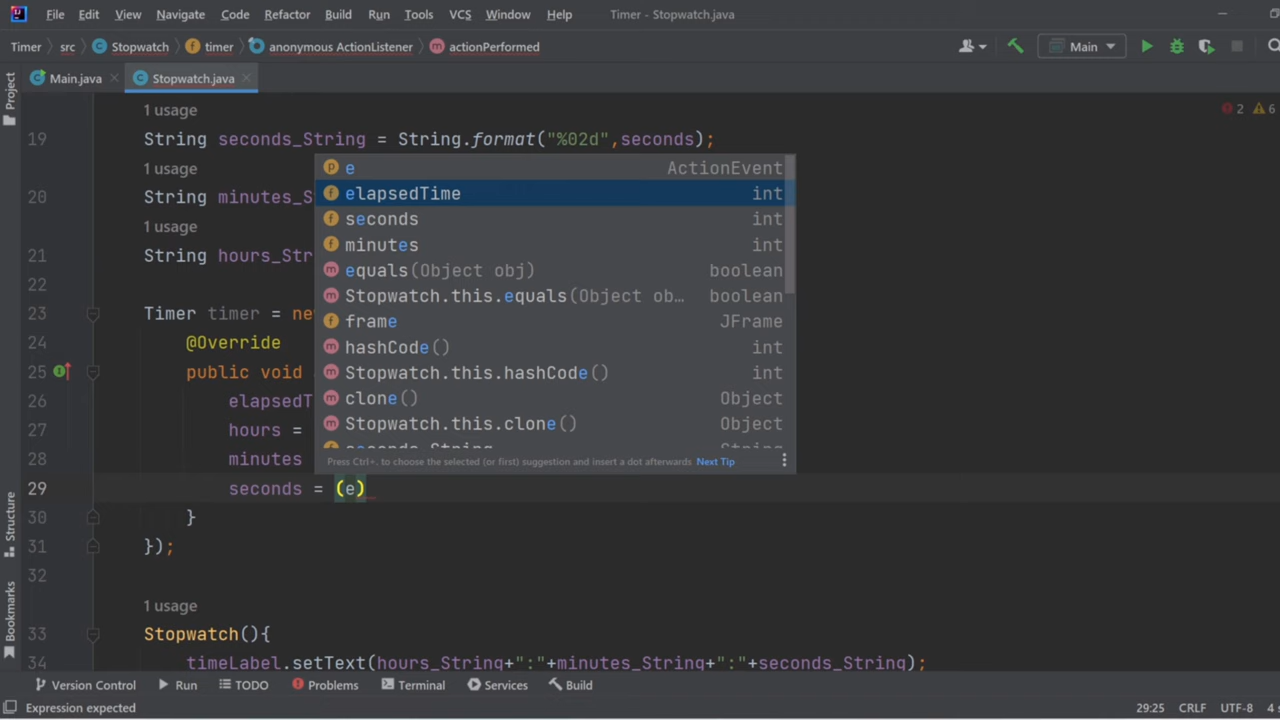 File Edit View Navigate Code Refactor Build Run Tools VCS Window Help Timer - Stopwatch.java
Timer src Stopwatch timer anonymous ActionListener actionPerformed Main
Main.java Stopwatch.java
Project
1 usage
2 6
19 String seconds_String = String.format("%02d",seconds);
1 usage
20 String minutes_S
1 usage
21 String hours_Str
22
23 Timer timer = new
24 @Override
25 public void
26 elapsedT
27 hours =
28 minutes
29 seconds = (e)
30 }
31 });
32
1 usage
33 Stopwatch(){
34 timeLabel.setText(hours_String+":"+minutes_String+":"+seconds_String);
e ActionEvent
elapsedTime int
seconds int
minutes int
equals(Object obj) boolean
Stopwatch.this.equals(Object ob… boolean
frame JFrame
hashCode() int
Stopwatch.this.hashCode() int
clone() Object
Stopwatch.this.clone() Object
seconds_String String
Press Ctrl+. to choose the selected (or first) suggestion and insert a dot afterwards Next Tip
Structure
Bookmarks
Version Control Run TODO Problems Terminal Services Build
Expression expected 29:25 CRLF UTF-8 4